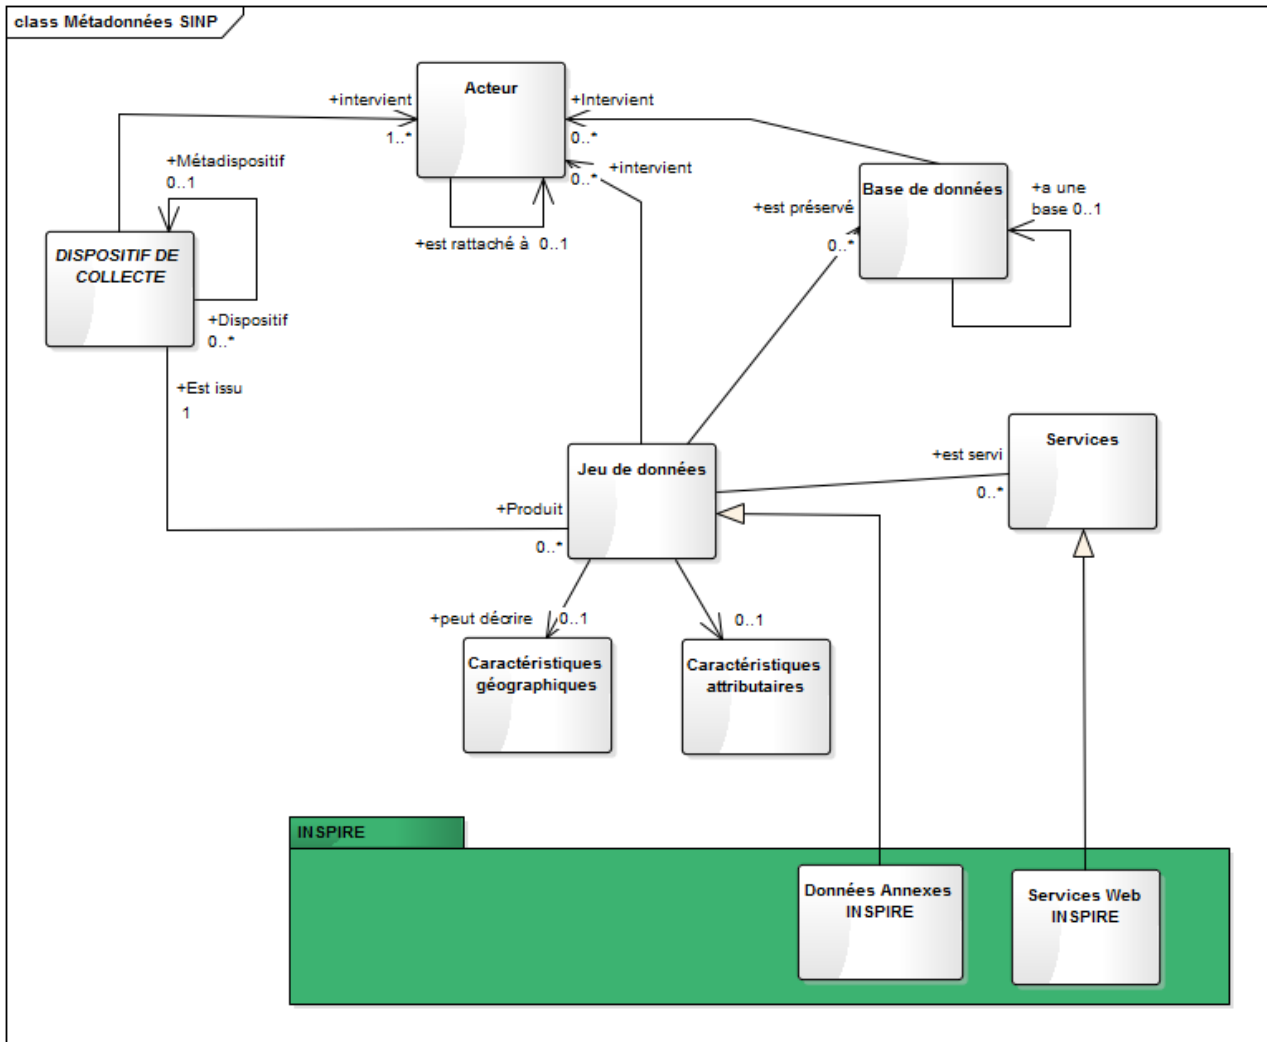 class Métadonnées SINP
Acteur
+intervient
1..*
+Intervient
0..*
+intervient
0..*
+est rattaché à 0..1
+Métadispositif
0..1
DISPOSITIF DE
COLLECTE
+Dispositif
0..*
+Est issu
1
Base de données
+a une
base 0..1
+est préservé
0..*
Jeu de données
+Produit
0..*
+est servi
0..*
Services
+peut décrire
0..1
0..1
Caractéristiques
géographiques
Caractéristiques
attributaires
INSPIRE
Données Annexes
INSPIRE
Services Web
INSPIRE